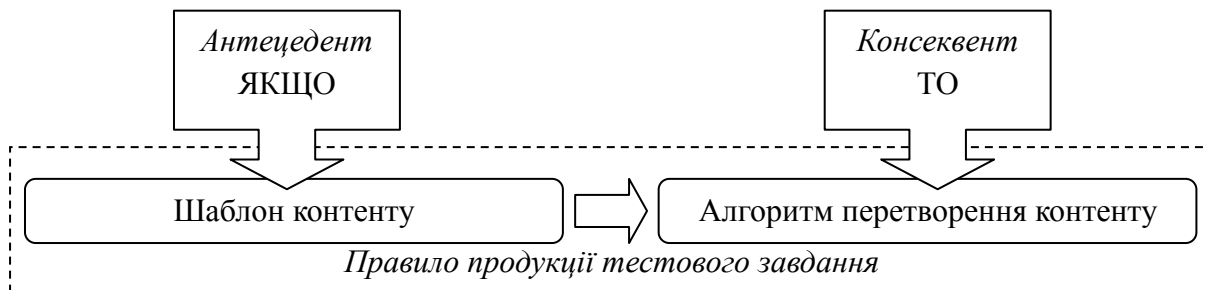 Антецедент
ЯКЩО
Консеквент
ТО
Шаблон контенту
Алгоритм перетворення контенту
Правило продукції тестового завдання